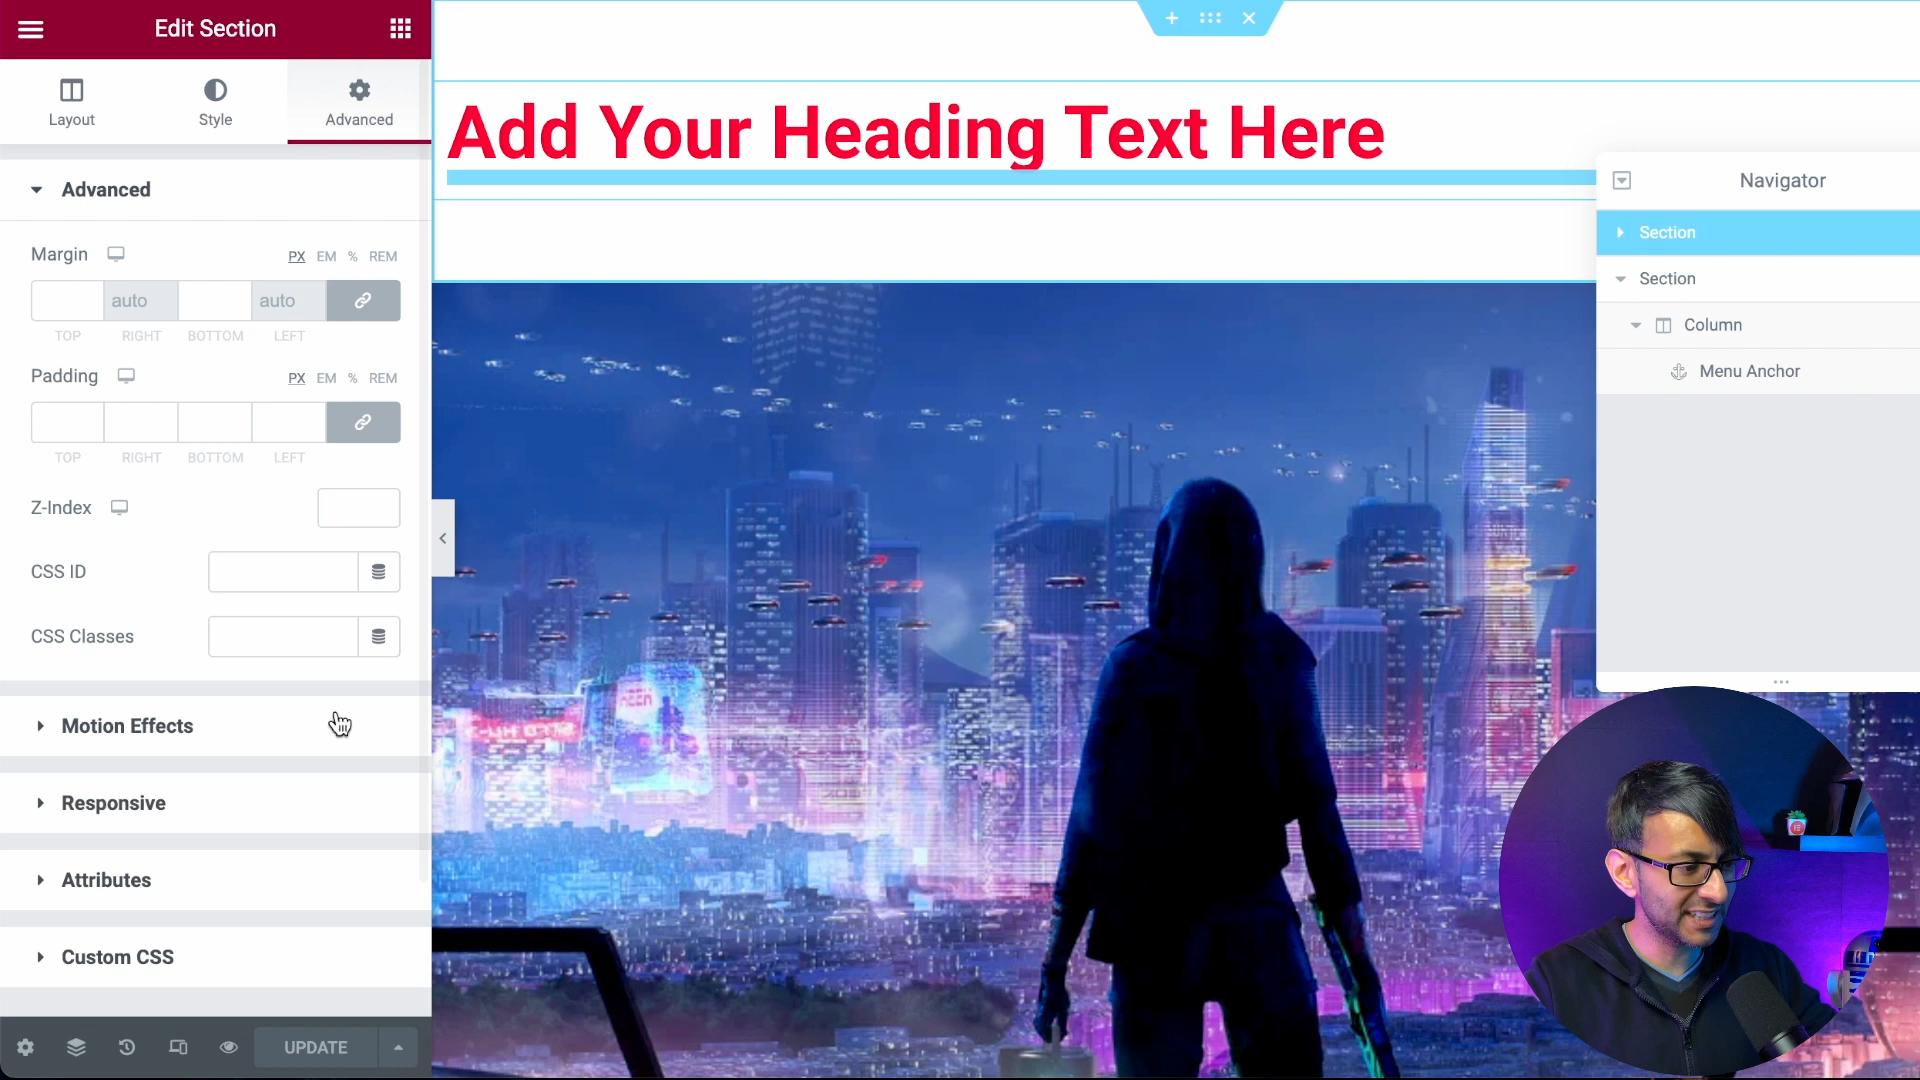 Edit Section
Layout
Style
Advanced
Advanced
Margin
PX EM % REM
auto
auto
TOP RIGHT BOTTOM LEFT
Padding
PX EM % REM
TOP RIGHT BOTTOM LEFT
Z-Index
CSS ID
CSS Classes
Motion Effects
Responsive
Attributes
Custom CSS
UPDATE
Add Your Heading Text Here
Navigator
Section
Section
Column
Menu Anchor